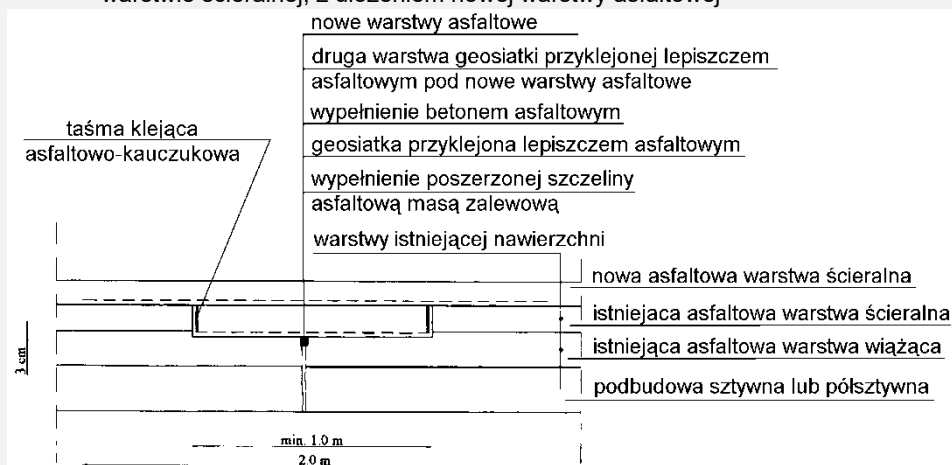 warstwie ścieralnej, z ułożeniem nowej warstwy asfaltowej
nowe warstwy asfaltowe
druga warstwa geosiatki przyklejonej lepiszczem
asfaltowym pod nowe warstwy asfaltowe
wypełnienie betonem asfaltowym
taśma klejąca
asfaltowo-kauczukowa
geosiatka przyklejona lepiszczem asfaltowym
wypełnienie poszerzonej szczeliny
asfaltową masą zalewową
warstwy istniejącej nawierzchni
nowa asfaltowa warstwa ścieralna
istniejaca asfaltowa warstwa ścieralna
istniejąca asfaltowa warstwa wiążąca
podbudowa sztywna lub półsztywna
3 cm
min. 1.0 m
2.0 m